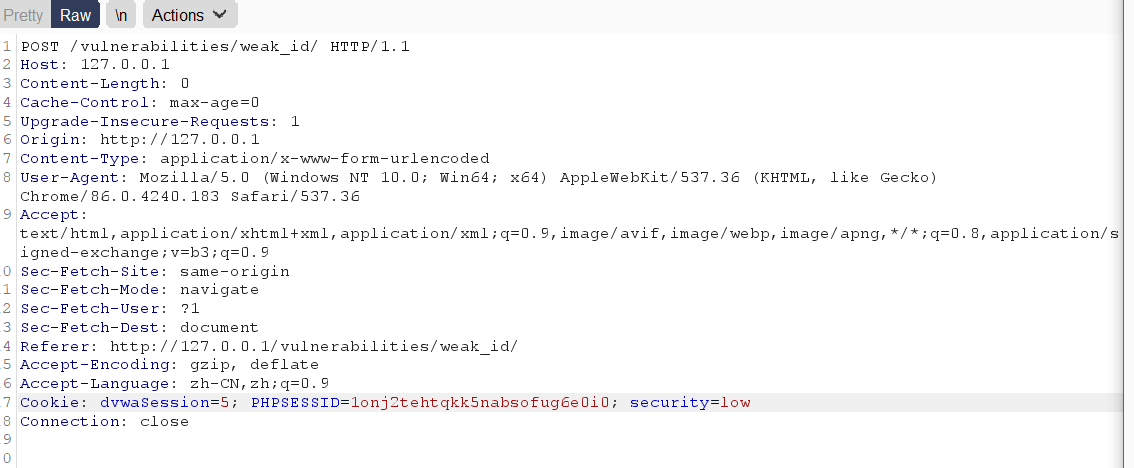 Pretty Raw \n Actions
1 POST /vulnerabilities/weak_id/ HTTP/1.1
2 Host: 127.0.0.1
3 Content-Length: 0
4 Cache-Control: max-age=0
5 Upgrade-Insecure-Requests: 1
6 Origin: http://127.0.0.1
7 Content-Type: application/x-www-form-urlencoded
8 User-Agent: Mozilla/5.0 (Windows NT 10.0; Win64; x64) AppleWebKit/537.36 (KHTML, like Gecko)
Chrome/86.0.4240.183 Safari/537.36
9 Accept:
text/html,application/xhtml+xml,application/xml;q=0.9,image/avif,image/webp,image/apng,*/*;q=0.8,application/s
igned-exchange;v=b3;q=0.9
0 Sec-Fetch-Site: same-origin
1 Sec-Fetch-Mode: navigate
2 Sec-Fetch-User: ?1
3 Sec-Fetch-Dest: document
4 Referer: http://127.0.0.1/vulnerabilities/weak_id/
5 Accept-Encoding: gzip, deflate
6 Accept-Language: zh-CN,zh;q=0.9
7 Cookie: dvwaSession=5; PHPSESSID=1onj2tehtqkk5nabsofug6e0i0; security=low
8 Connection: close
9
0